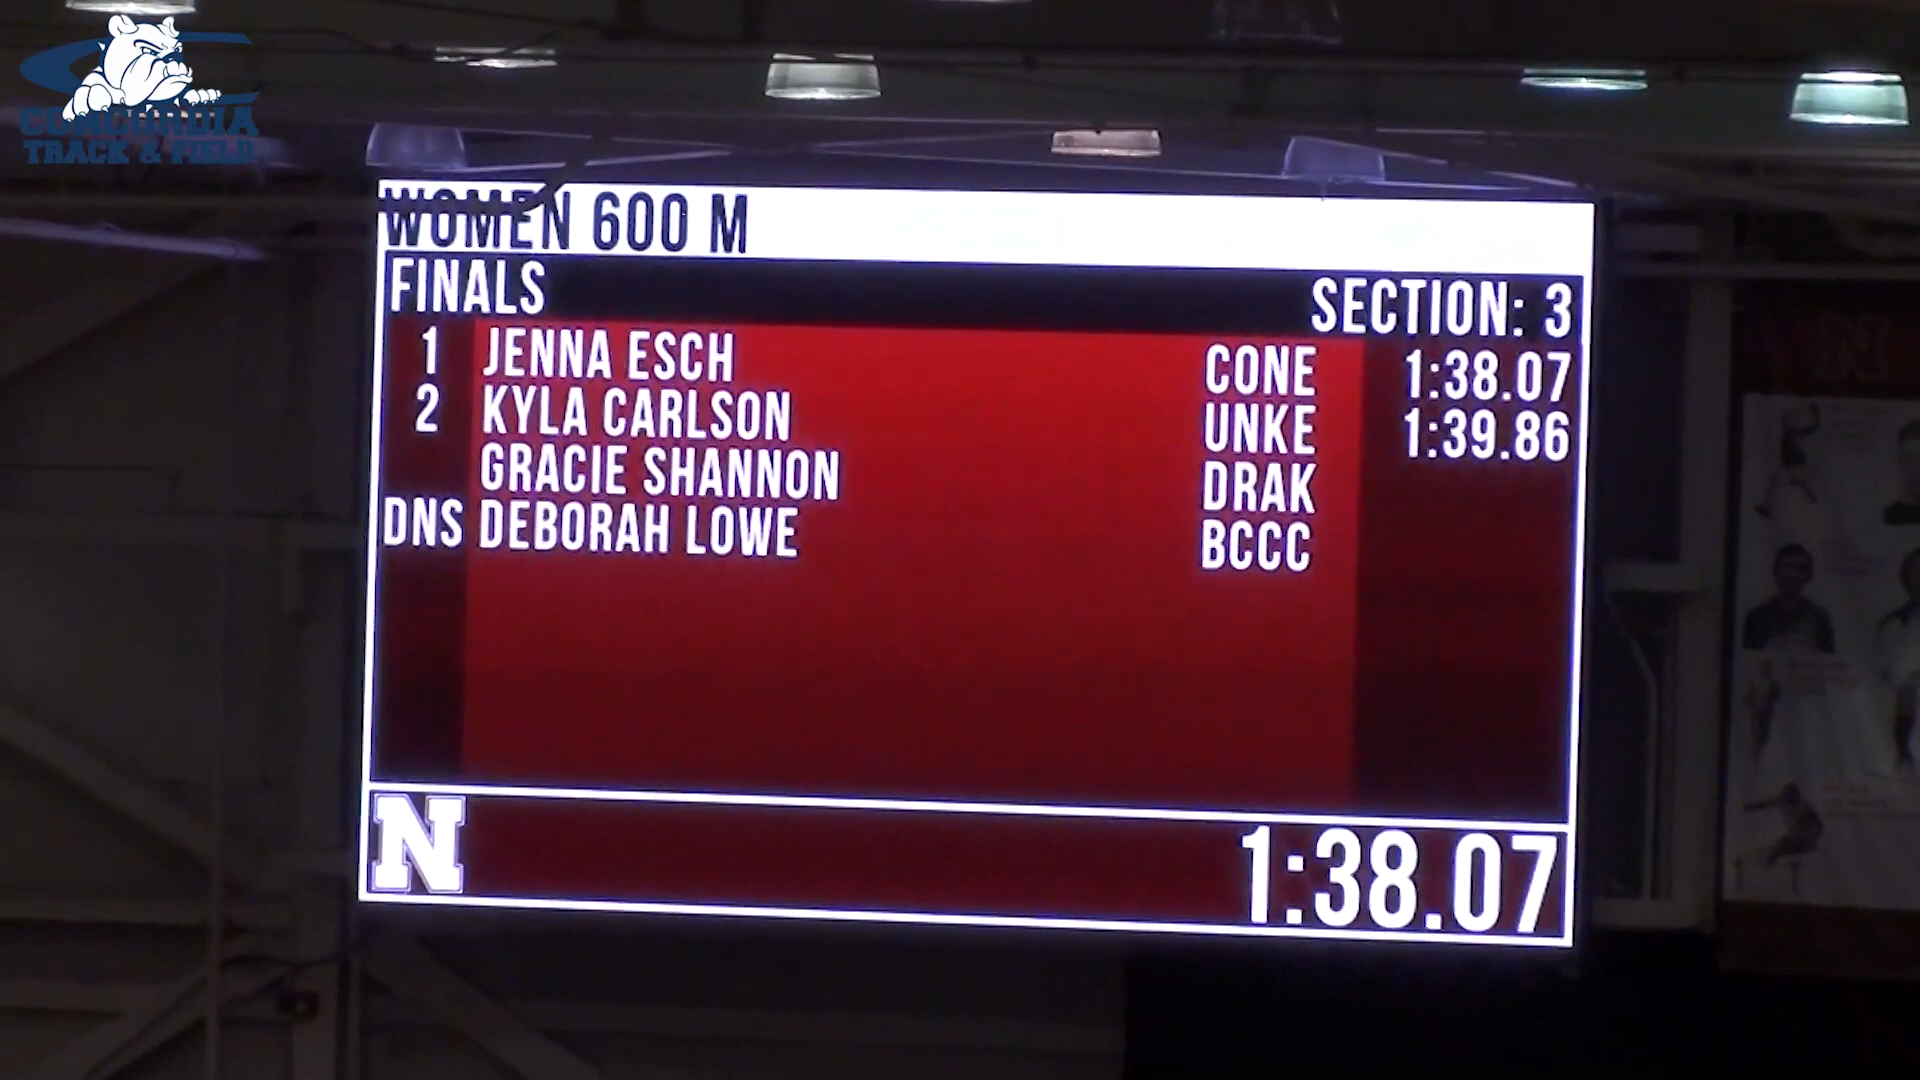 CONCORDIA
TRACK & FIELD
WOMEN 600 M
FINALS SECTION: 3
1 JENNA ESCH CONE 1:38.07
2 KYLA CARLSON UNKE 1:39.86
GRACIE SHANNON DRAK
DNS DEBORAH LOWE BCCC
N 1:38.07